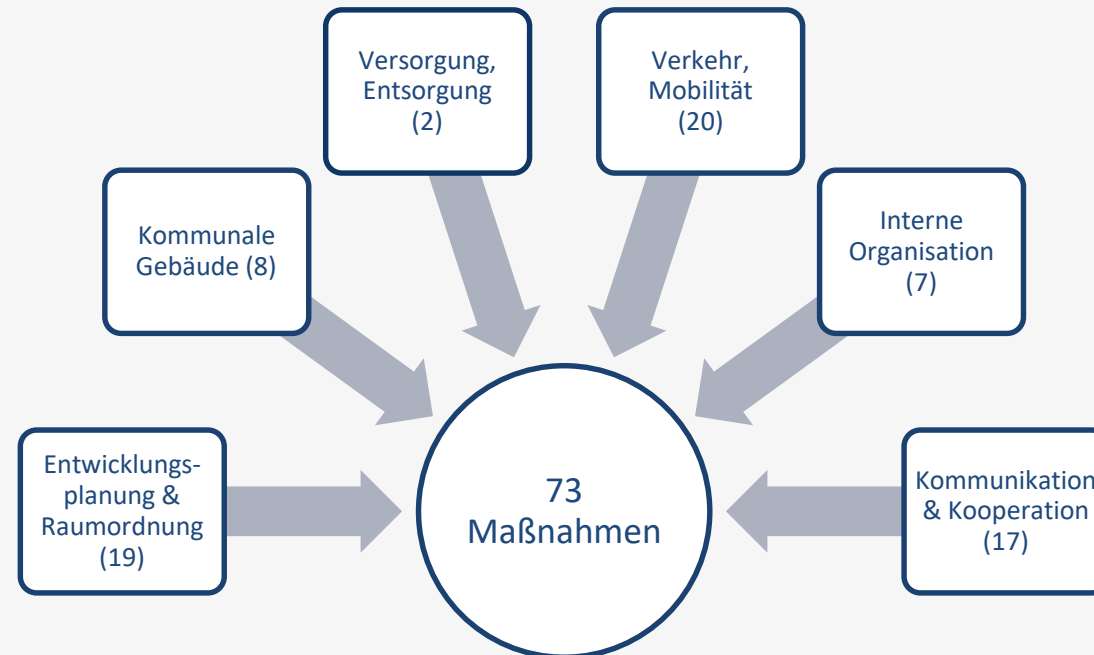 Versorgung,
Entsorgung
(2)
Verkehr,
Mobilität
(20)
Kommunale
Gebäude (8)
Interne
Organisation
(7)
Entwicklungs-
planung &
Raumordnung
(19)
73
Maßnahmen
Kommunikation
& Kooperation
(17)